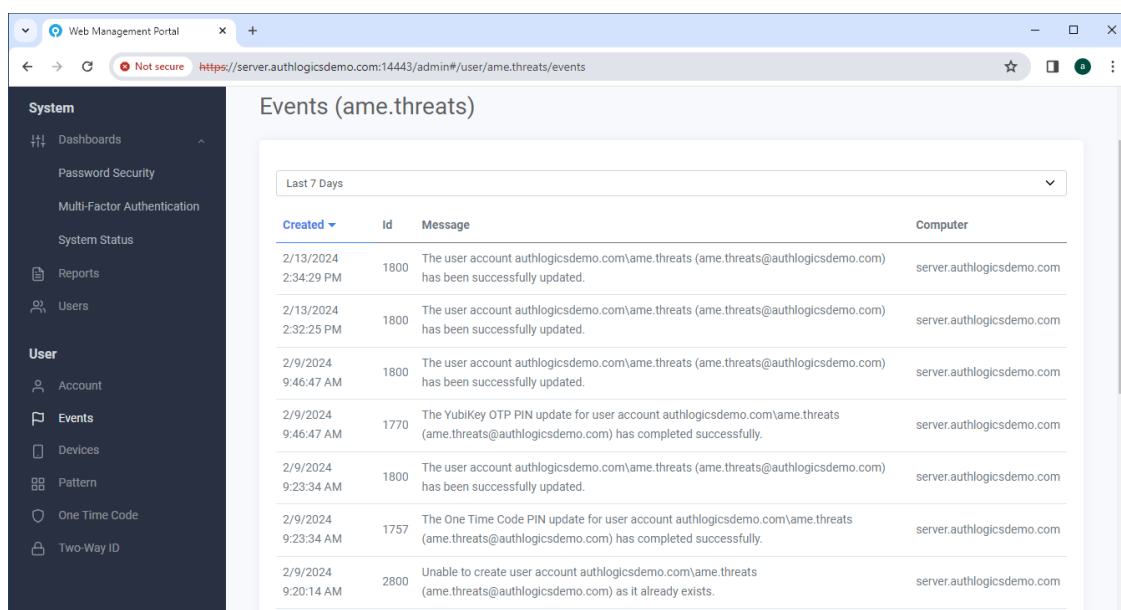 Web Management Portal
Not secure https://server.authlogicsdemo.com:14443/admin#/user/ame.threats/events
a
System
Dashboards
Password Security
Multi-Factor Authentication
System Status
Reports
Users
User
Account
Events
Devices
Pattern
One Time Code
Two-Way ID
Events (ame.threats)
Last 7 Days
Created Id Message Computer
2/13/2024
2:34:29 PM
1800
The user account authlogicsdemo.com\ame.threats (ame.threats@authlogicsdemo.com)
has been successfully updated.
server.authlogicsdemo.com
2/13/2024
2:32:25 PM
1800
The user account authlogicsdemo.com\ame.threats (ame.threats@authlogicsdemo.com)
has been successfully updated.
server.authlogicsdemo.com
2/9/2024
9:46:47 AM
1800
The user account authlogicsdemo.com\ame.threats (ame.threats@authlogicsdemo.com)
has been successfully updated.
server.authlogicsdemo.com
2/9/2024
9:46:47 AM
1770
The YubiKey OTP PIN update for user account authlogicsdemo.com\ame.threats
(ame.threats@authlogicsdemo.com) has completed successfully.
server.authlogicsdemo.com
2/9/2024
9:23:34 AM
1800
The user account authlogicsdemo.com\ame.threats (ame.threats@authlogicsdemo.com)
has been successfully updated.
server.authlogicsdemo.com
2/9/2024
9:23:34 AM
1757
The One Time Code PIN update for user account authlogicsdemo.com\ame.threats
(ame.threats@authlogicsdemo.com) has completed successfully.
server.authlogicsdemo.com
2/9/2024
9:20:14 AM
2800
Unable to create user account authlogicsdemo.com\ame.threats
(ame.threats@authlogicsdemo.com) as it already exists.
server.authlogicsdemo.com